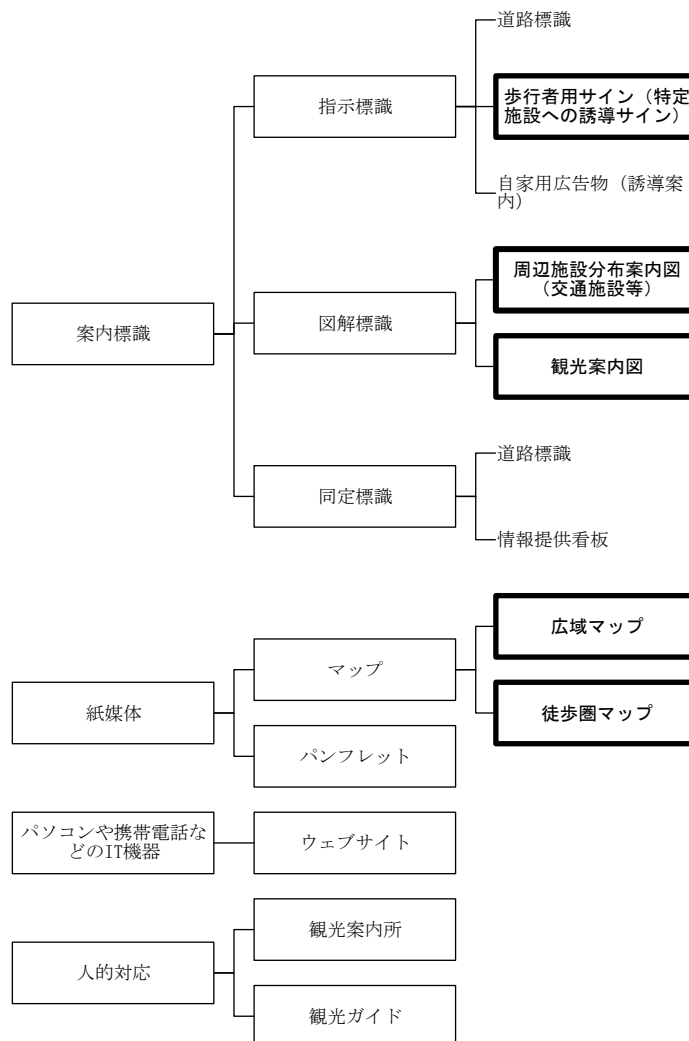 道路標識
歩行者用サイン（特定
施設への誘導サイン）
指示標識
自家用広告物（誘導案
内）
周辺施設分布案内図
（交通施設等）
案内標識
図解標識
観光案内図
道路標識
同定標識
情報提供看板
広域マップ
マップ
紙媒体
徒歩圏マップ
パンフレット
パソコンや携帯電話な
どのIT機器
ウェブサイト
観光案内所
人的対応
観光ガイド